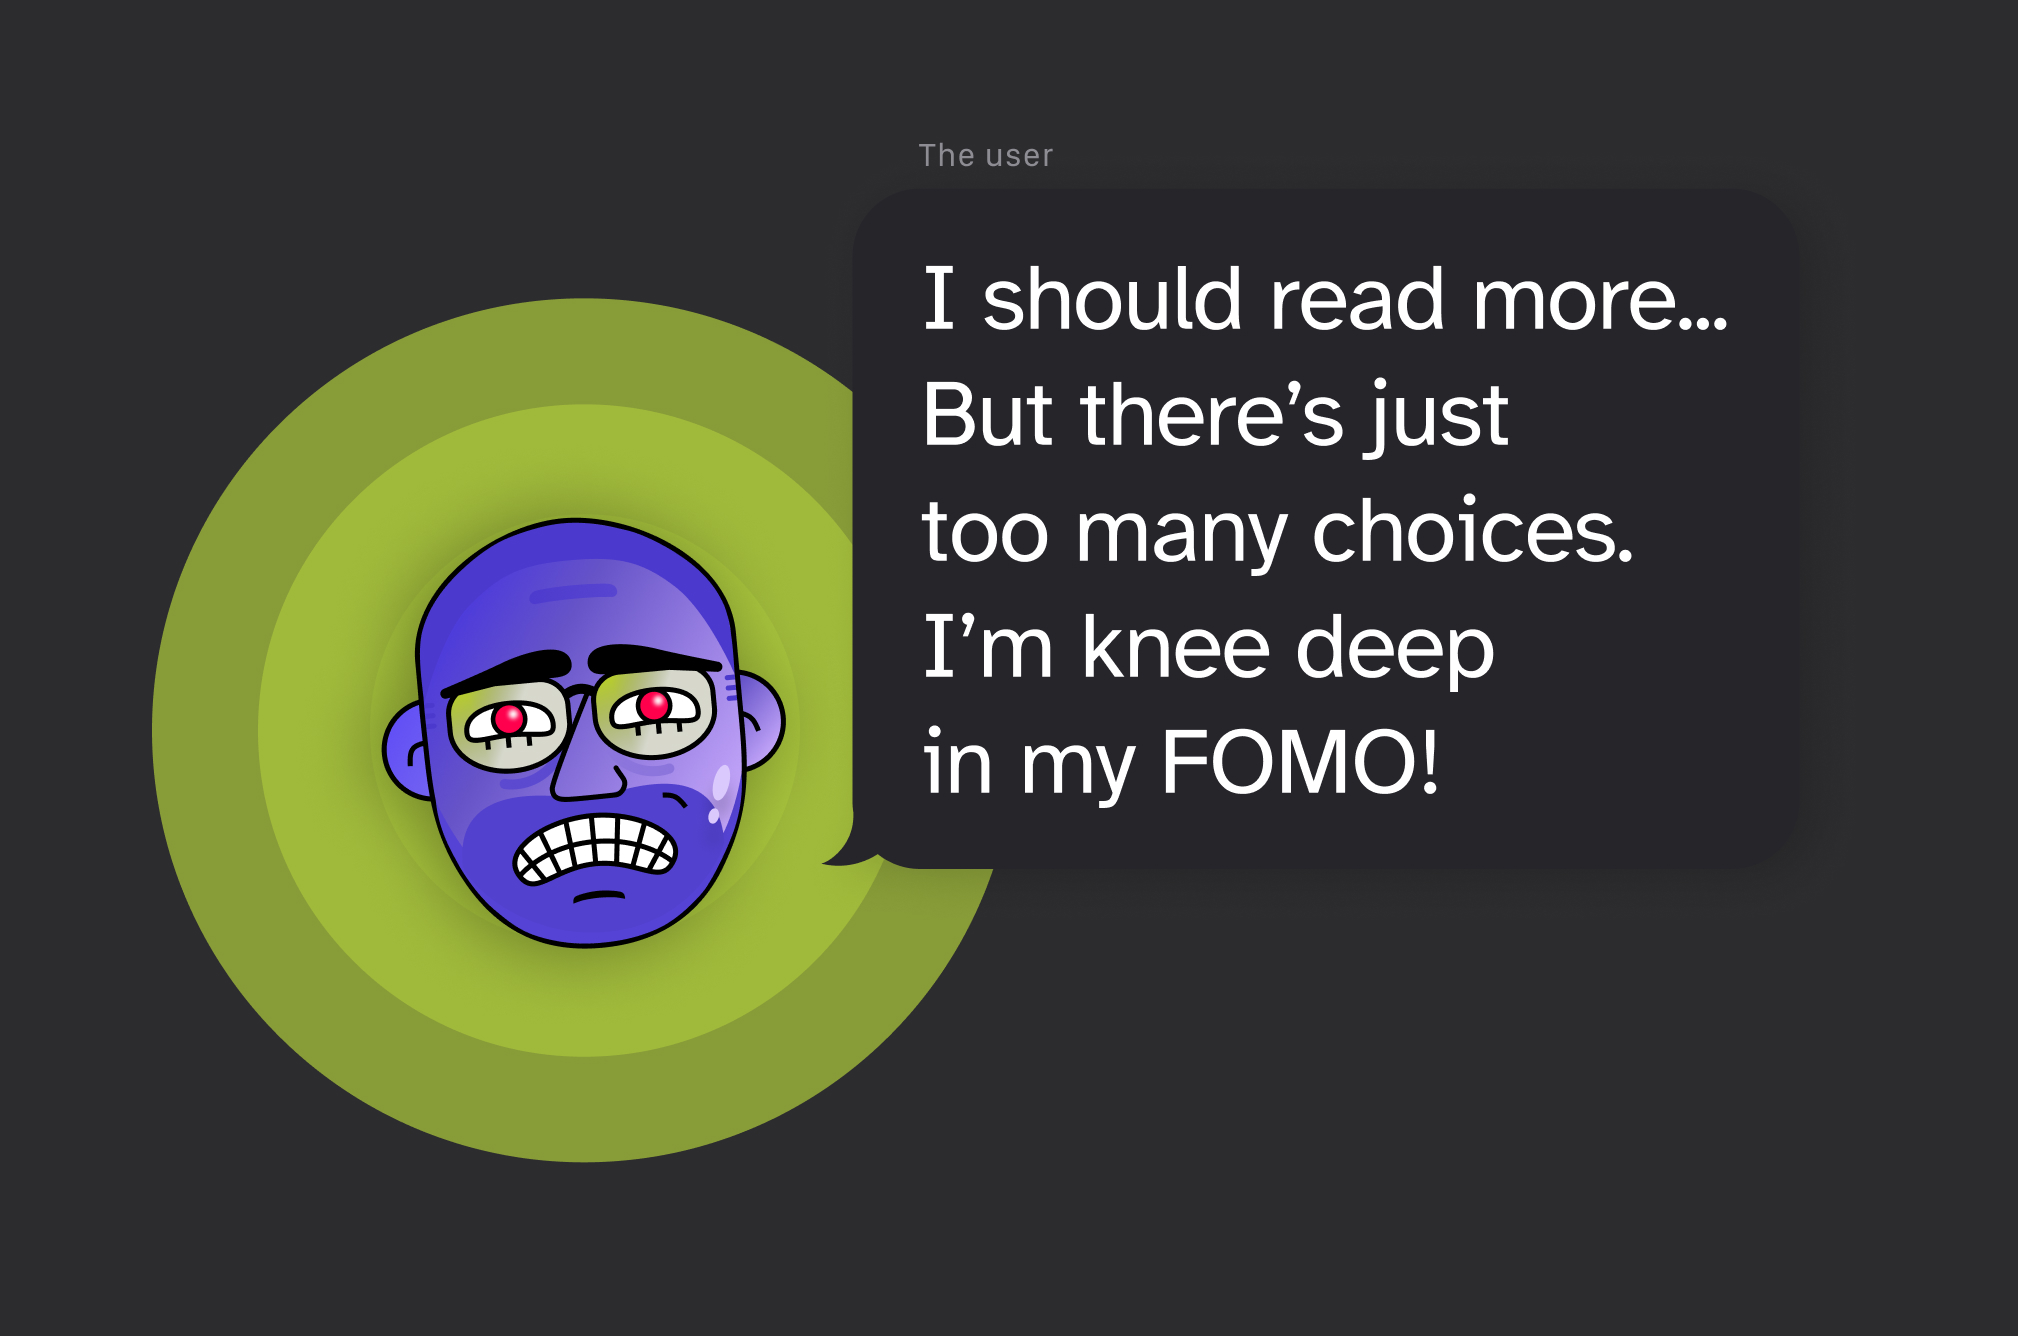 The user
I should read more...
But there’s just
too many choices.
I’m knee deep
in my FOMO!